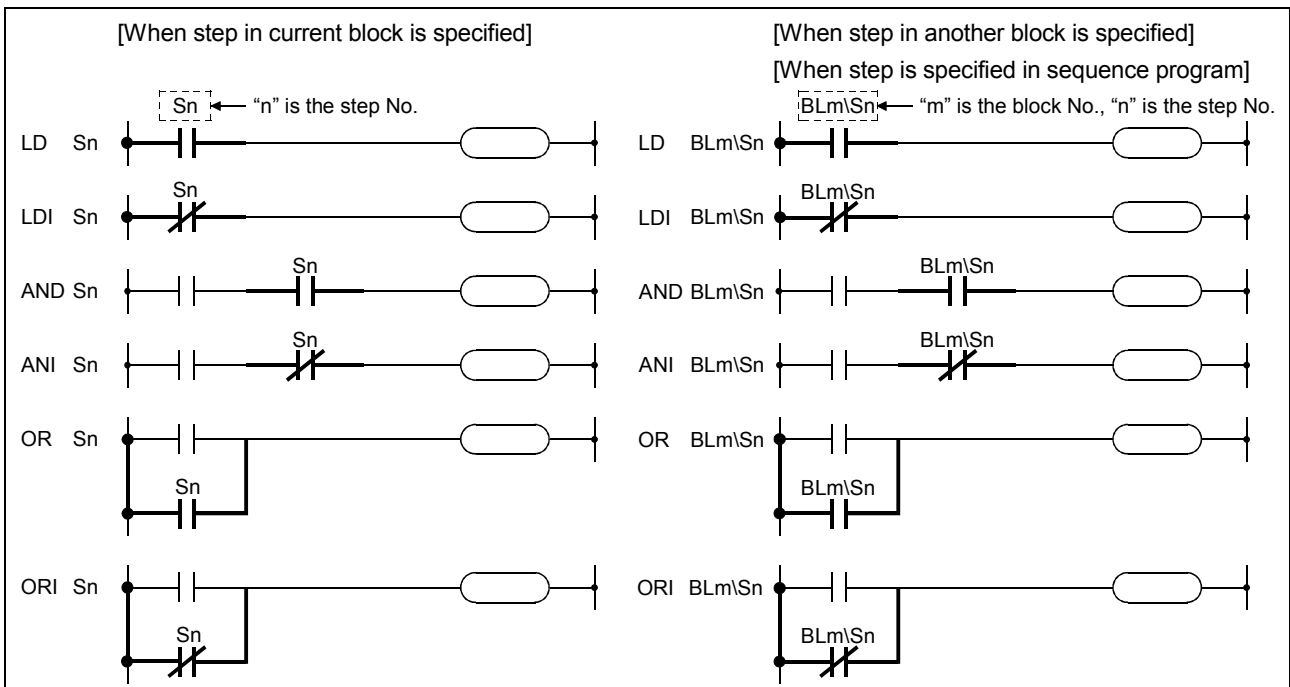 [When step in current block is specified]
[When step in another block is specified]
[When step is specified in sequence program]
Sn
“n” is the step No.
BLm\Sn
“m” is the block No., “n” is the step No.
LD Sn
LD BLm\Sn
Sn
BLm\Sn
LDI Sn
LDI BLm\Sn
Sn
BLm\Sn
AND Sn
AND BLm\Sn
Sn
BLm\Sn
ANI Sn
ANI BLm\Sn
OR Sn
OR BLm\Sn
Sn
BLm\Sn
ORI Sn
ORI BLm\Sn
Sn
BLm\Sn